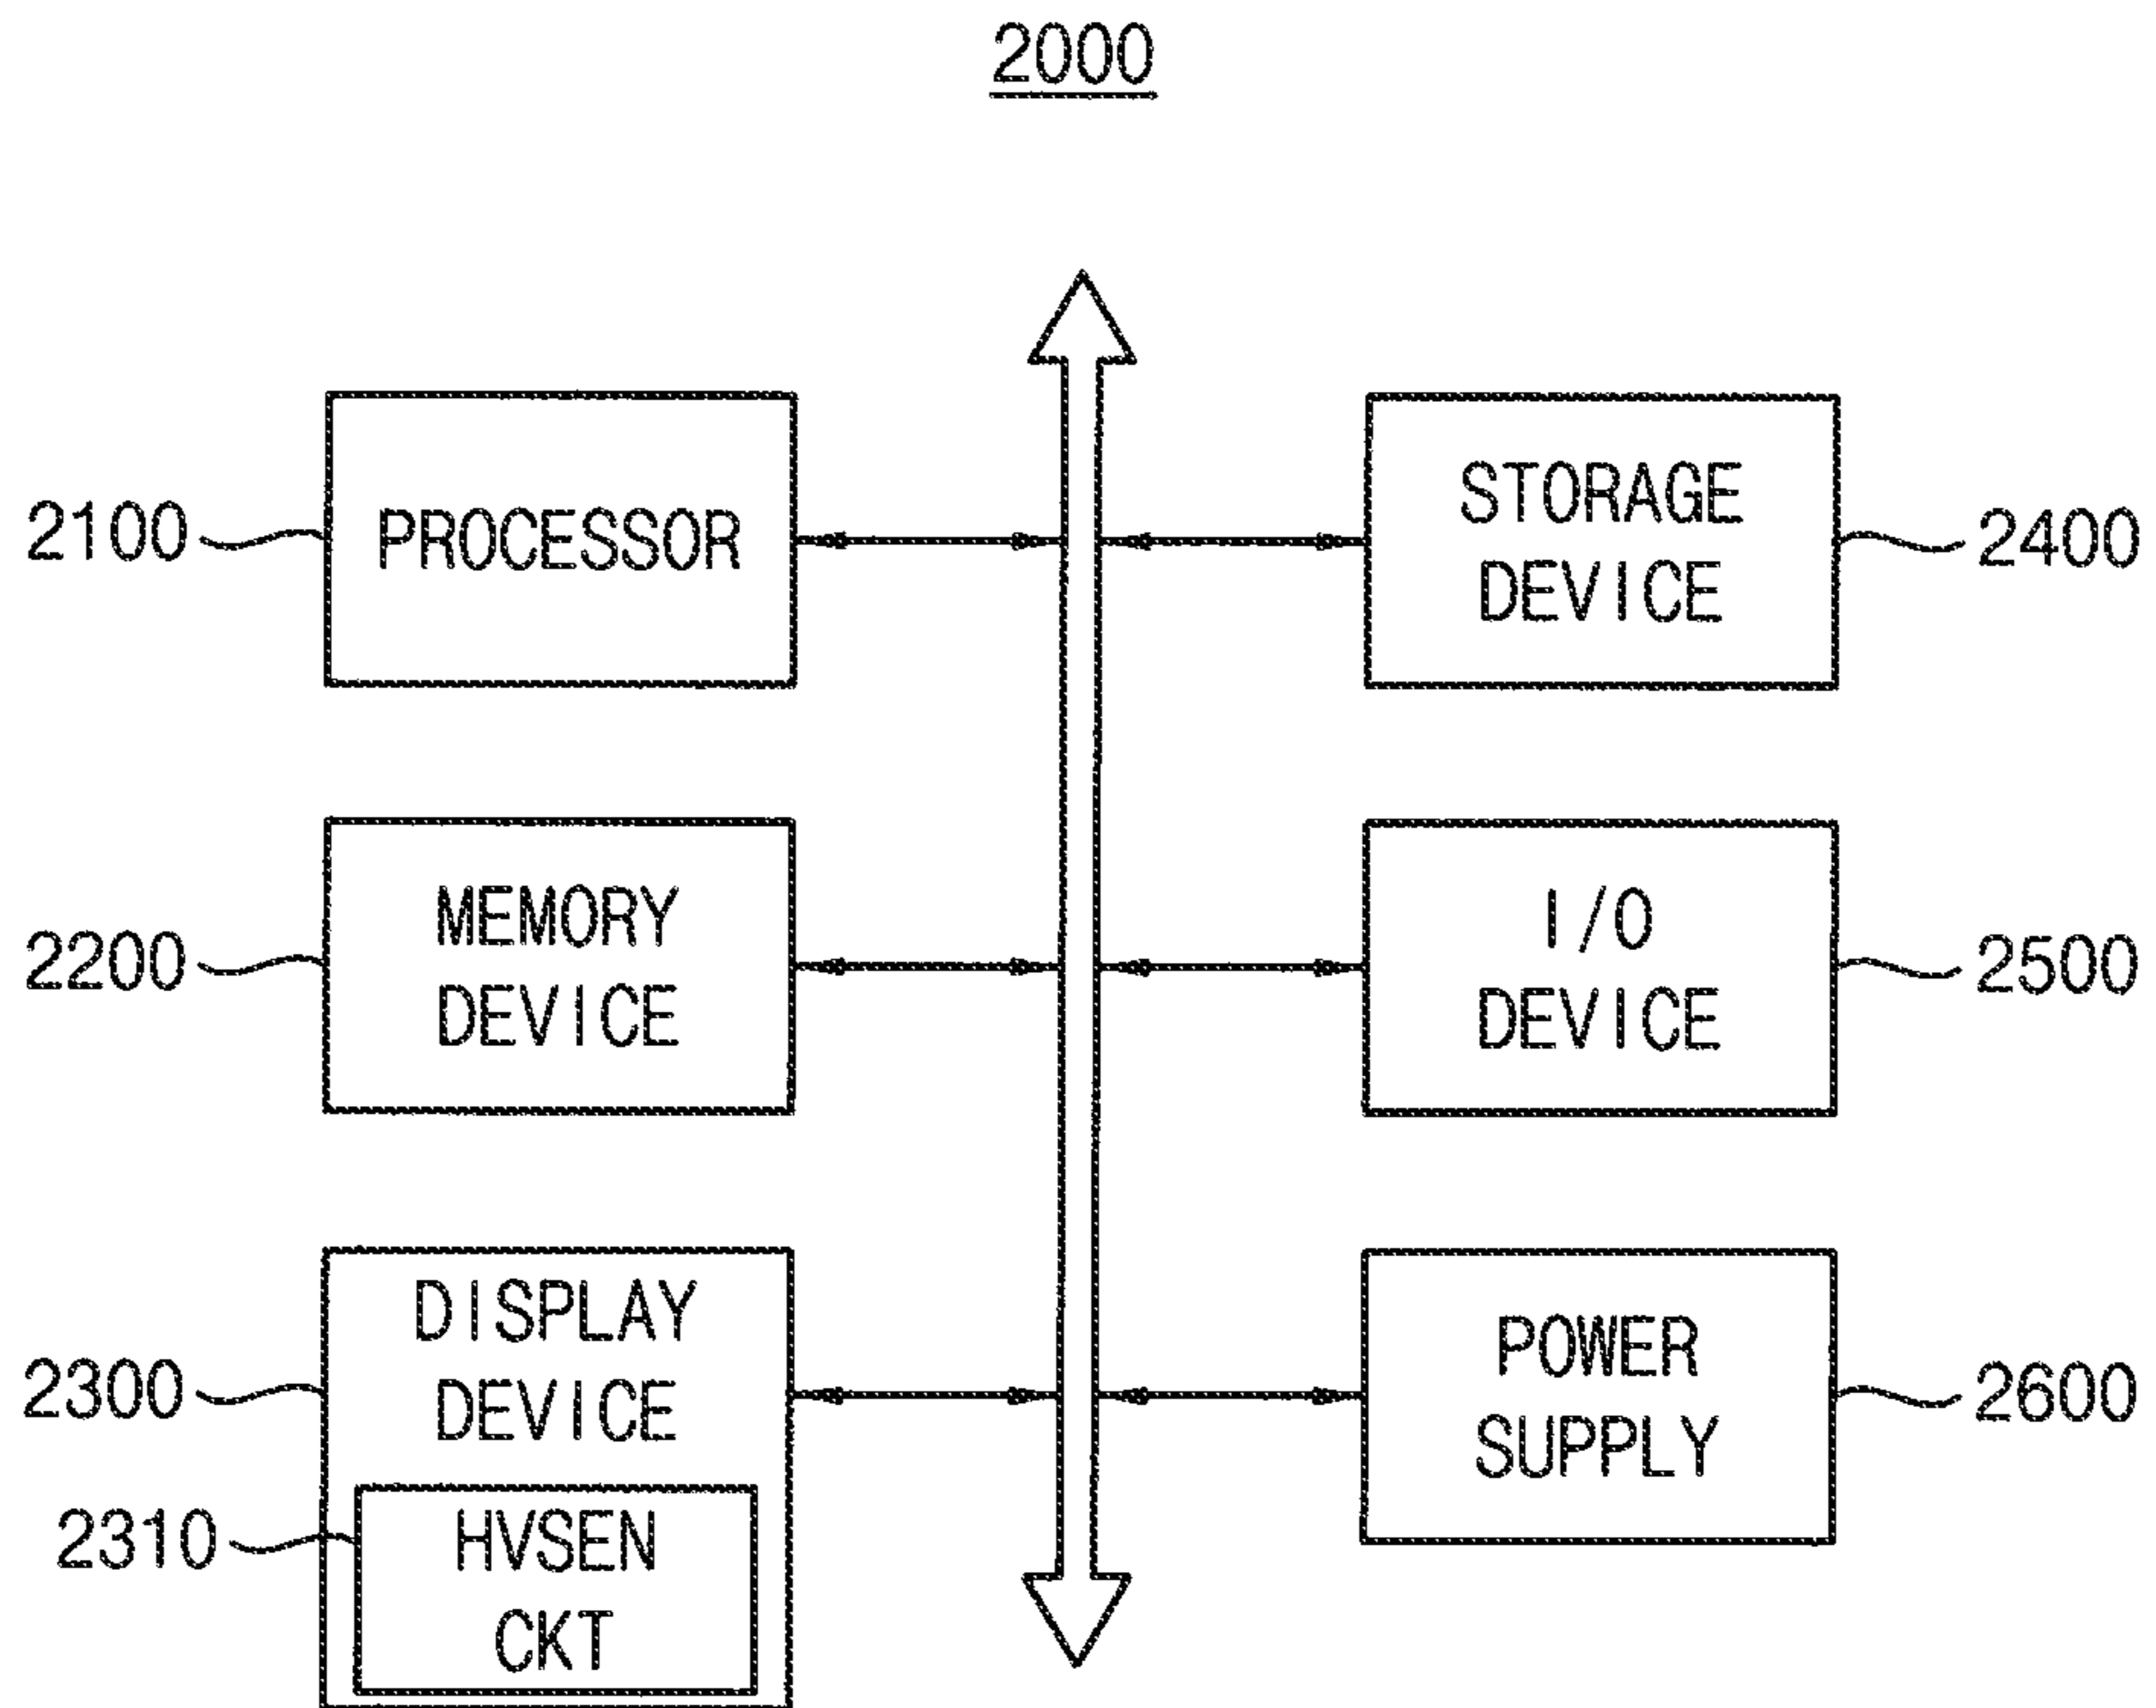 2000
2100
PROCESSOR
STORAGE
DEVICE
2400
2200
MEMORY
DEVICE
I/O
DEVICE
2500
2300
DISPLAY
DEVICE
2310
HVSEN
CKT
POWER
SUPPLY
2600